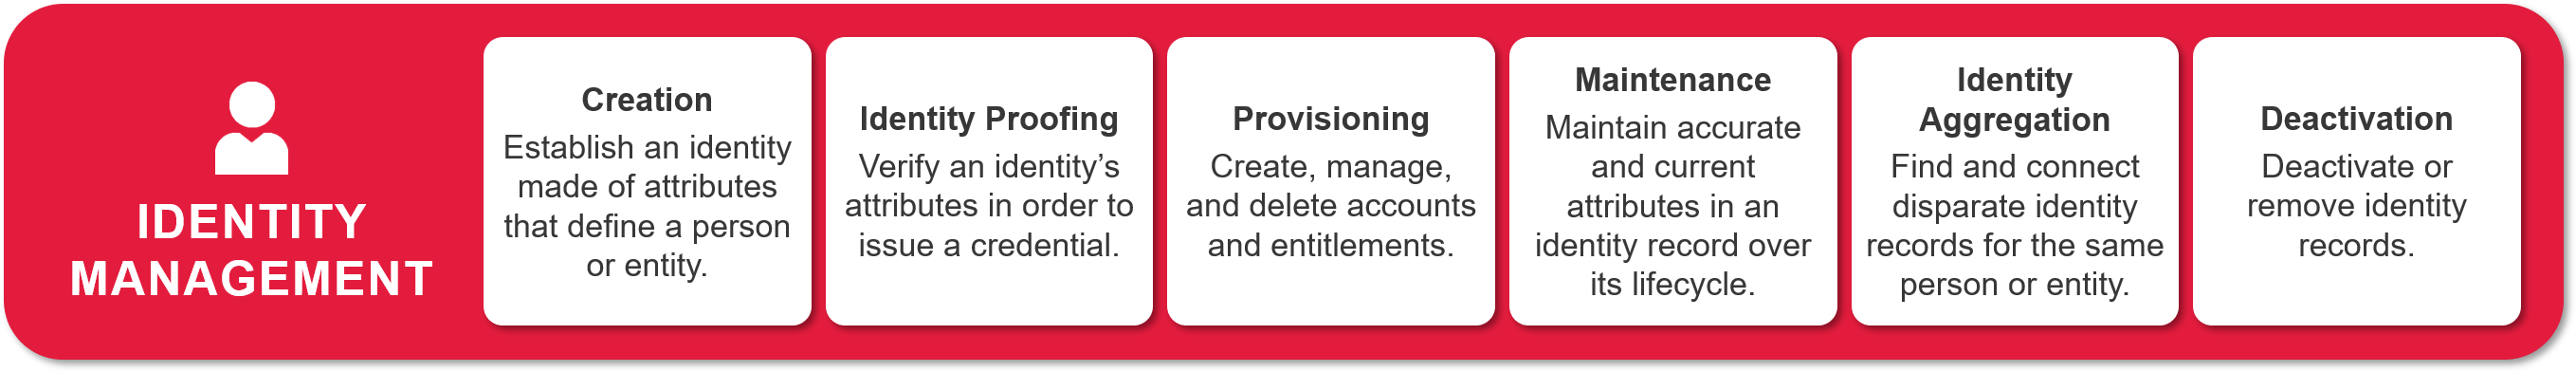 IDENTITY
MANAGEMENT
Creation
Establish an identity
made of attributes
that define a person
or entity.
Identity Proofing
Verify an identity’s
attributes in order to
issue a credential.
Provisioning
Create, manage,
and delete accounts
and entitlements.
Maintenance
Maintain accurate
and current
attributes in an
identity record over
its lifecycle.
Identity
Aggregation
Find and connect
disparate identity
records for the same
person or entity.
Deactivation
Deactivate or
remove identity
records.